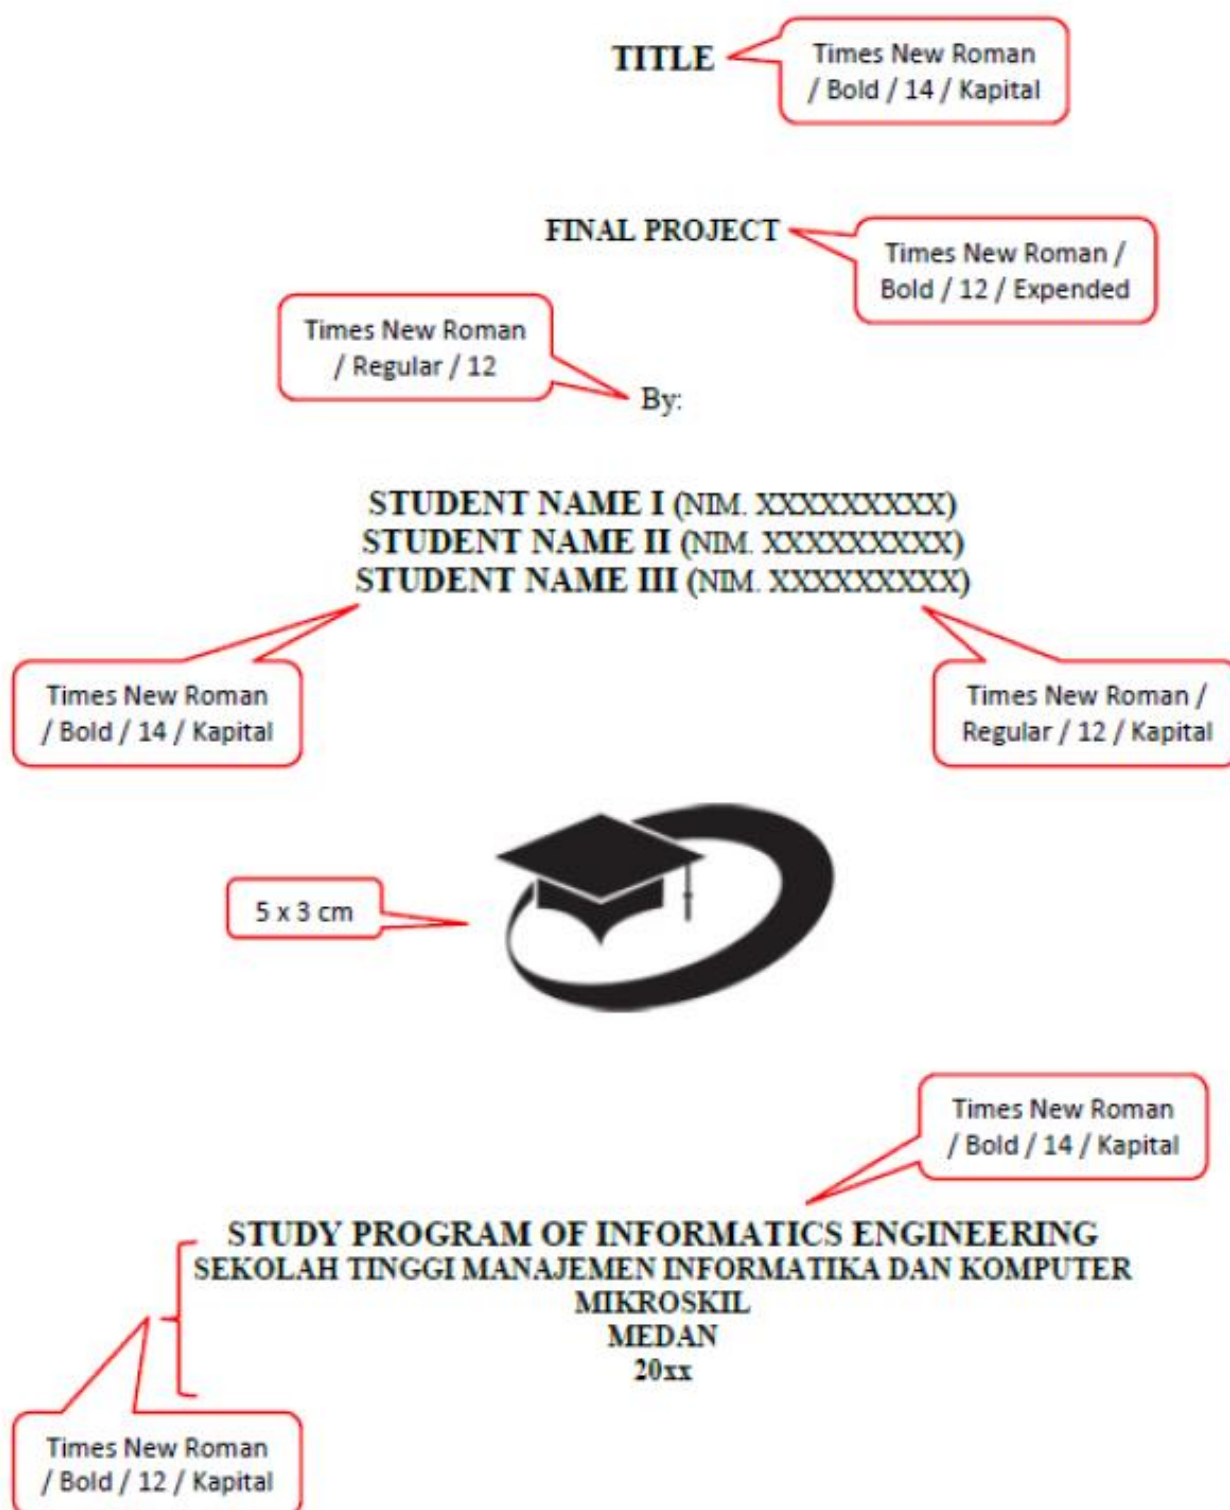 TITLE
Times New Roman
/ Bold / 14 / Kapital
FINAL PROJECT
Times New Roman /
Bold / 12 / Expended
Times New Roman
/ Regular / 12
By:
STUDENT NAME I (NIM. XXXXXXXXX)
STUDENT NAME II (NIM. XXXXXXXXX)
STUDENT NAME III (NIM. XXXXXXXXX)
Times New Roman
/ Bold / 14 / Kapital
Times New Roman /
Regular / 12 / Kapital
5 x 3 cm
Times New Roman
/ Bold / 14 / Kapital
STUDY PROGRAM OF INFORMATICS ENGINEERING
SEKOLAH TINGGI MANAJEMEN INFORMATIKA DAN KOMPUTER
MIKROSKIL
MEDAN
20xx
Times New Roman
/ Bold / 12 / Kapital